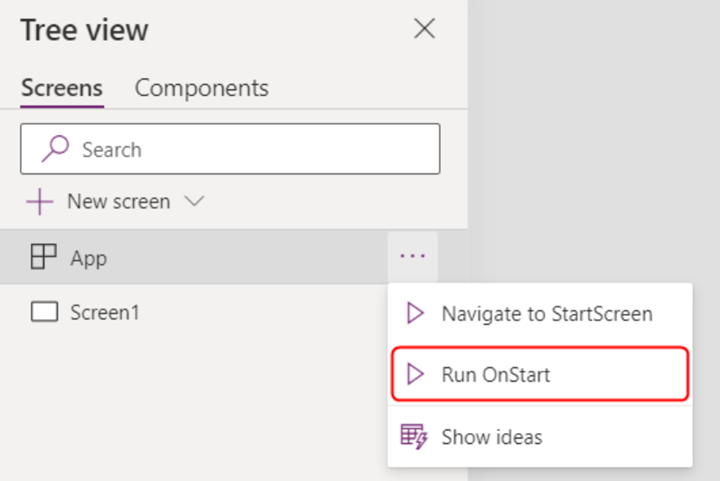 Tree view
Screens Components
Search
New screen
App
Screen1
Navigate to StartScreen
Run OnStart
Show ideas